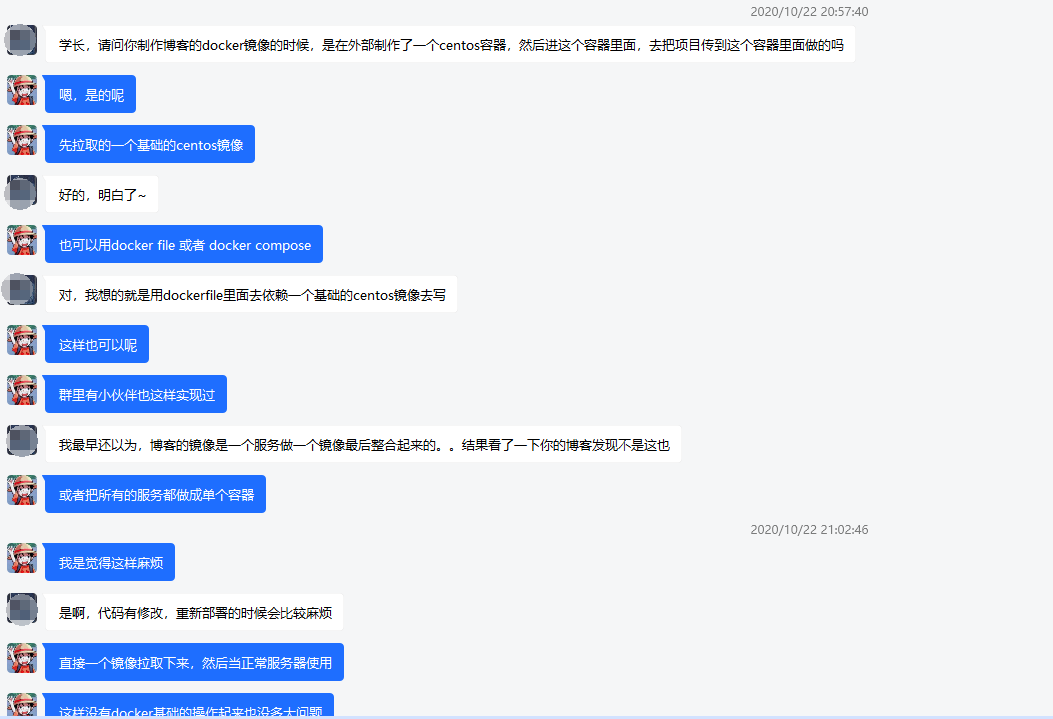 2020/10/22 20:57:40
学长，请问你制作博客的docker镜像的时候，是在外部制作了一个centos容器，然后进这个容器里面，去把项目传到这个容器里面做的吗
嗯，是的呢
先拉取的一个基础的centos镜像
好的，明白了~
也可以用docker file 或者 docker compose
对，我想的就是用dockerfile里面去依赖一个基础的centos镜像去写
这样也可以呢
群里有小伙伴也这样实现过
我最早还以为，博客的镜像是一个服务做一个镜像最后整合起来的。。结果看了一下你的博客发现不是这也
或者把所有的服务都做成单个容器
2020/10/22 21:02:46
我是觉得这样麻烦
是啊，代码有修改，重新部署的时候会比较麻烦
直接一个镜像拉取下来，然后当正常服务器使用
这样没有docker基础的操作起来也没多大问题